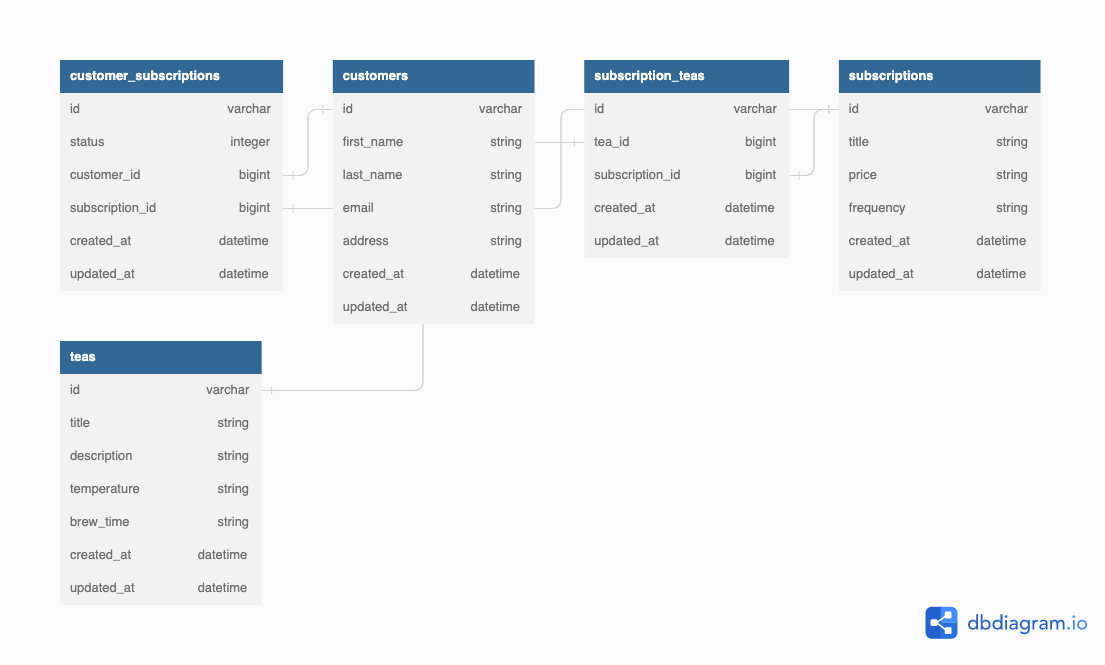 customer_subscriptions
id varchar
status integer
customer_id bigint
subscription_id bigint
created_at datetime
updated_at datetime
customers
id varchar
first_name string
last_name string
email string
address string
created_at datetime
updated_at datetime
subscription_teas
id varchar
tea_id bigint
subscription_id bigint
created_at datetime
updated_at datetime
subscriptions
id varchar
title string
price string
frequency string
created_at datetime
updated_at datetime
teas
id varchar
title string
description string
temperature string
brew_time string
created_at datetime
updated_at datetime
dbdiagram.io